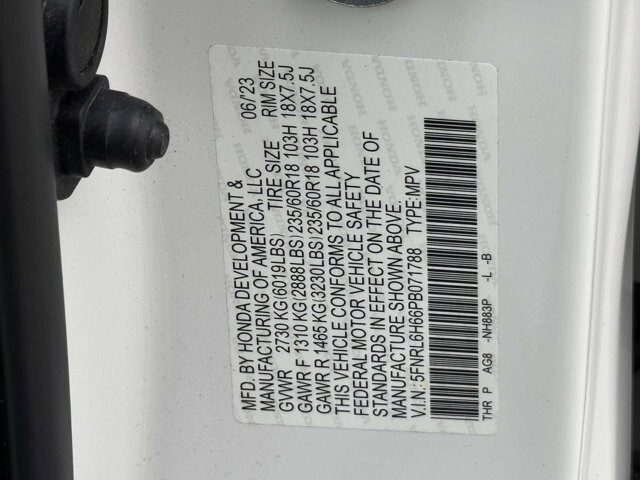 MFD. BY HONDA DEVELOPMENT & 06/'23
MANUFACTURING OF AMERICA, LLC
GVWR 2730 KG(6019LBS) TIRE SIZE RIM SIZE
GAWR F 1310 KG(2888LBS) 235/60R18 103H 18X7.5J
GAWR R 1465 KG(3230LBS) 235/60R18 103H 18X7.5J
THIS VEHICLE CONFORMS TO ALL APPLICABLE
FEDERAL MOTOR VEHICLE SAFETY
STANDARDS IN EFFECT ON THE DATE OF
MANUFACTURE SHOWN ABOVE.
V.I.N.: 5FNRL6H66PB071788 TYPE:MPV
THR P AG8 -NH883P -L -B